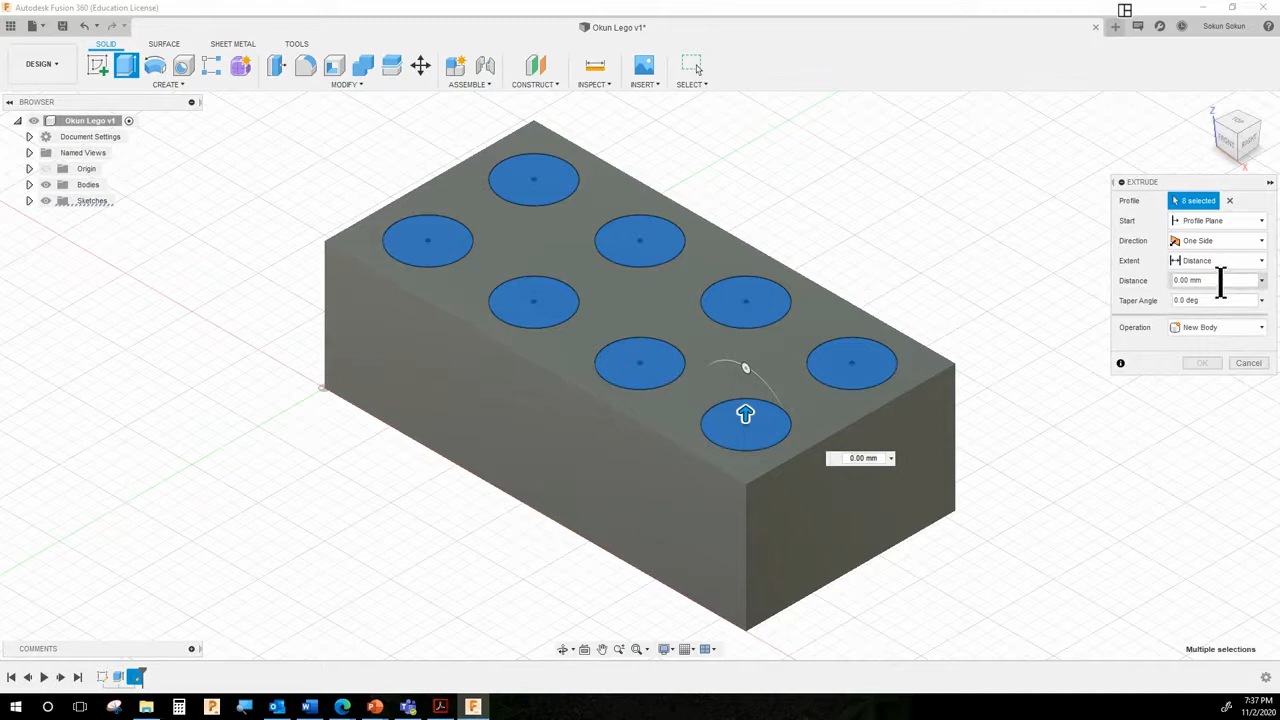 Autodesk Fusion 360 (Education License)
Okun Lego v1*
Sokun Sokun
DESIGN
SOLID
SURFACE
SHEET METAL
TOOLS
CREATE
MODIFY
ASSEMBLE
CONSTRUCT
INSPECT
INSERT
SELECT
BROWSER
Okun Lego v1
Document Settings
Named Views
Origin
Bodies
Sketches
Z
FRONT
RIGHT
X
EXTRUDE
Profile 8 selected
Start Profile Plane
Direction One Side
Extent Distance
Distance 0.00 mm
Taper Angle 0.0 deg
Operation New Body
OK Cancel
0.00 mm
COMMENTS
Multiple selections
7:37 PM
11/2/2020